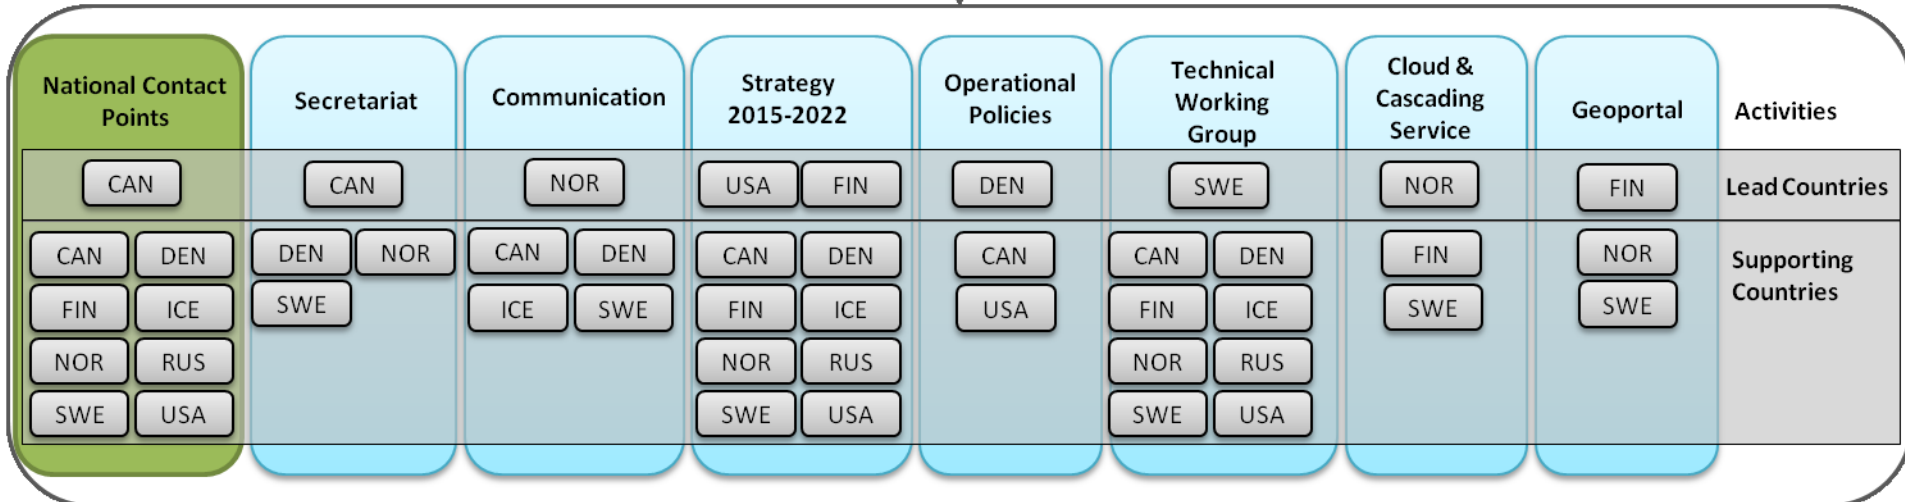 National Contact
Points
Secretariat
Communication
Strategy
2015-2022
Operational
Policies
Technical
Working
Group
Cloud &
Cascading
Service
Geoportal
Activities
CAN
CAN
NOR
USA FIN
DEN
SWE
NOR
FIN
Lead Countries
CAN DEN
FIN ICE
NOR RUS
SWE USA
DEN NOR
SWE
CAN DEN
ICE SWE
CAN DEN
FIN ICE
NOR RUS
SWE USA
CAN
USA
CAN DEN
FIN ICE
NOR RUS
SWE USA
FIN
SWE
NOR
SWE
Supporting
Countries